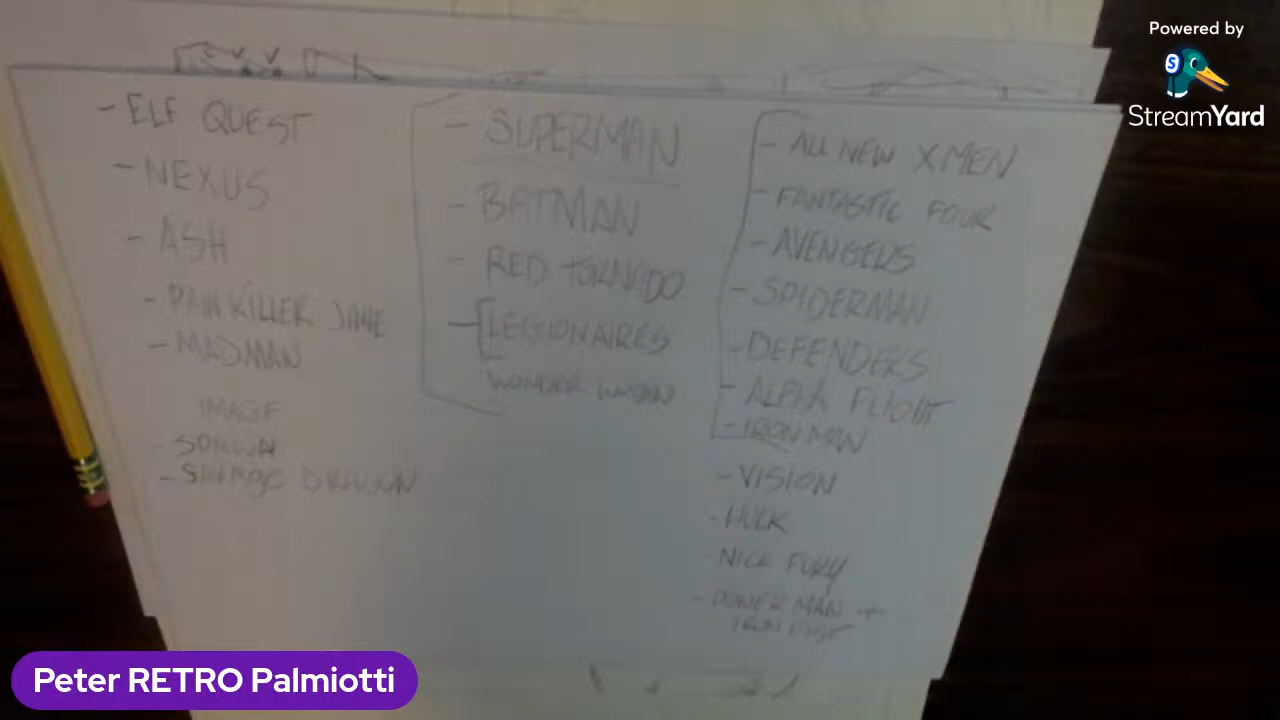 - ELF QUEST
- NEXUS
- ASH
- PAINKILLER JANE
- MADMAN
IMAGE
- SAVAGE DRAGON
- SUPERMAN
- BATMAN
- RED TORNADO
- LEGIONAIRES
WONDER WOMAN
- ALL NEW XMEN
- FANTASTIC FOUR
- AVENGERS
- SPIDERMAN
- DEFENDERS
- ALPHA FLIGHT
- IRON MAN
- VISION
- HULK
NICK FURY
- POWER MAN +
IRON FIST
Powered by
StreamYard
Peter RETRO Palmiotti